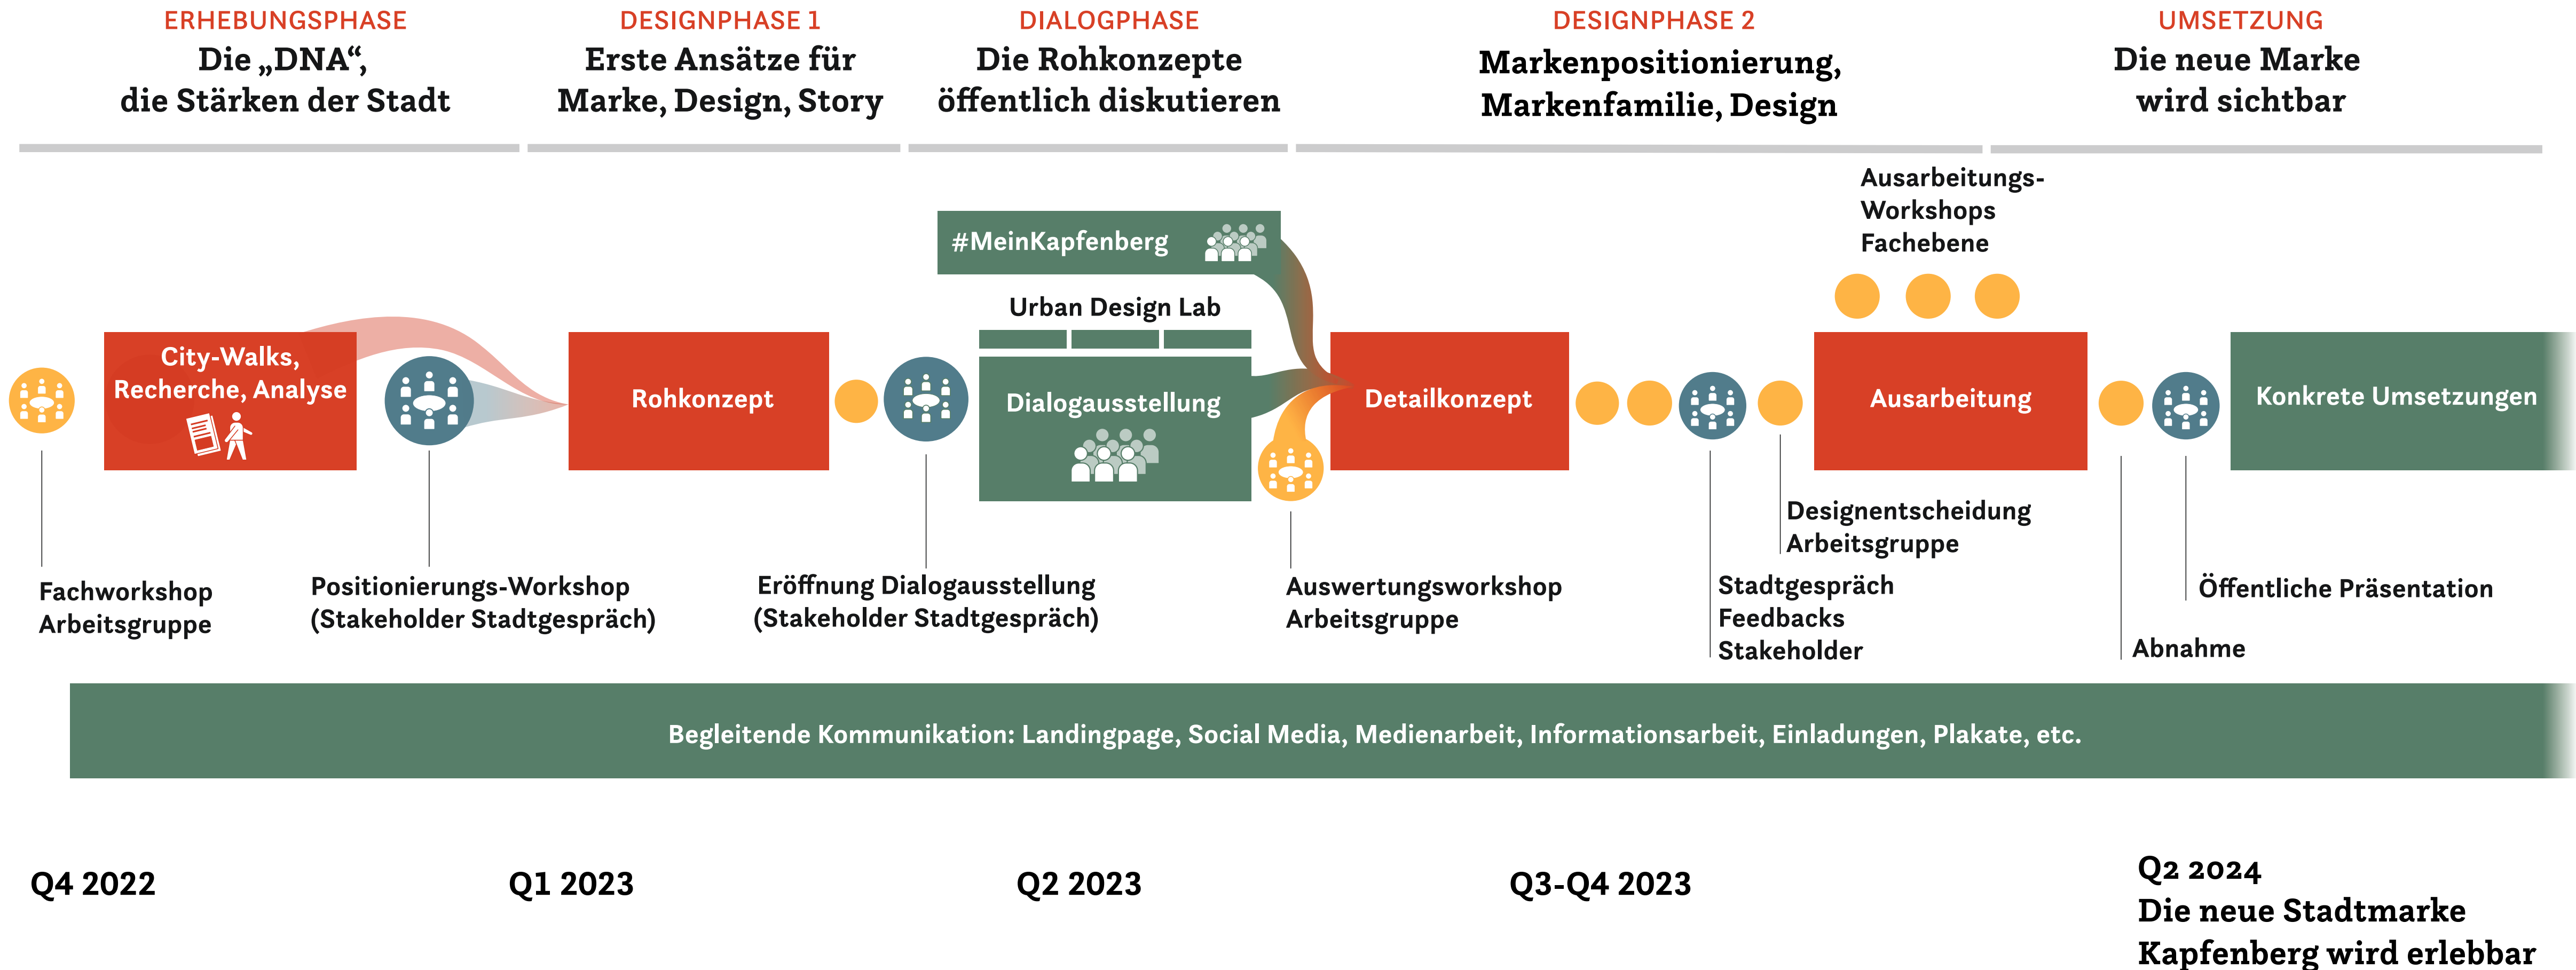 ERHEBUNGSPHASE
Die „DNA“,
die Stärken der Stadt
DESIGNPHASE 1
Erste Ansätze für
Marke, Design, Story
DIALOGPHASE
Die Rohkonzepte
öffentlich diskutieren
DESIGNPHASE 2
Markenpositionierung,
Markenfamilie, Design
UMSETZUNG
Die neue Marke
wird sichtbar
Ausarbeitungs-
Workshops
Fachebene
#MeinKapfenberg
Urban Design Lab
City-Walks,
Recherche, Analyse
Rohkonzept
Dialogausstellung
Detailkonzept
Ausarbeitung
Konkrete Umsetzungen
Fachworkshop
Arbeitsgruppe
Positionierungs-Workshop
(Stakeholder Stadtgespräch)
Eröffnung Dialogausstellung
(Stakeholder Stadtgespräch)
Auswertungsworkshop
Arbeitsgruppe
Designentscheidung
Arbeitsgruppe
Stadtgespräch
Feedbacks
Stakeholder
Öffentliche Präsentation
Abnahme
Begleitende Kommunikation: Landingpage, Social Media, Medienarbeit, Informationsarbeit, Einladungen, Plakate, etc.
Q4 2022
Q1 2023
Q2 2023
Q3-Q4 2023
Q2 2024
Die neue Stadtmarke
Kapfenberg wird erlebbar